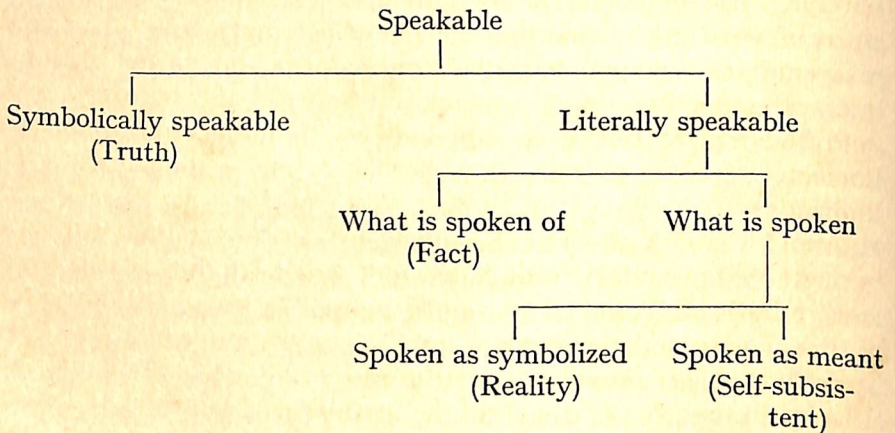 Speakable
Symbolically speakable Literally speakable
(Truth)
What is spoken of What is spoken
(Fact)
Spoken as symbolized Spoken as meant
(Reality) (Self-subsis-
tent)